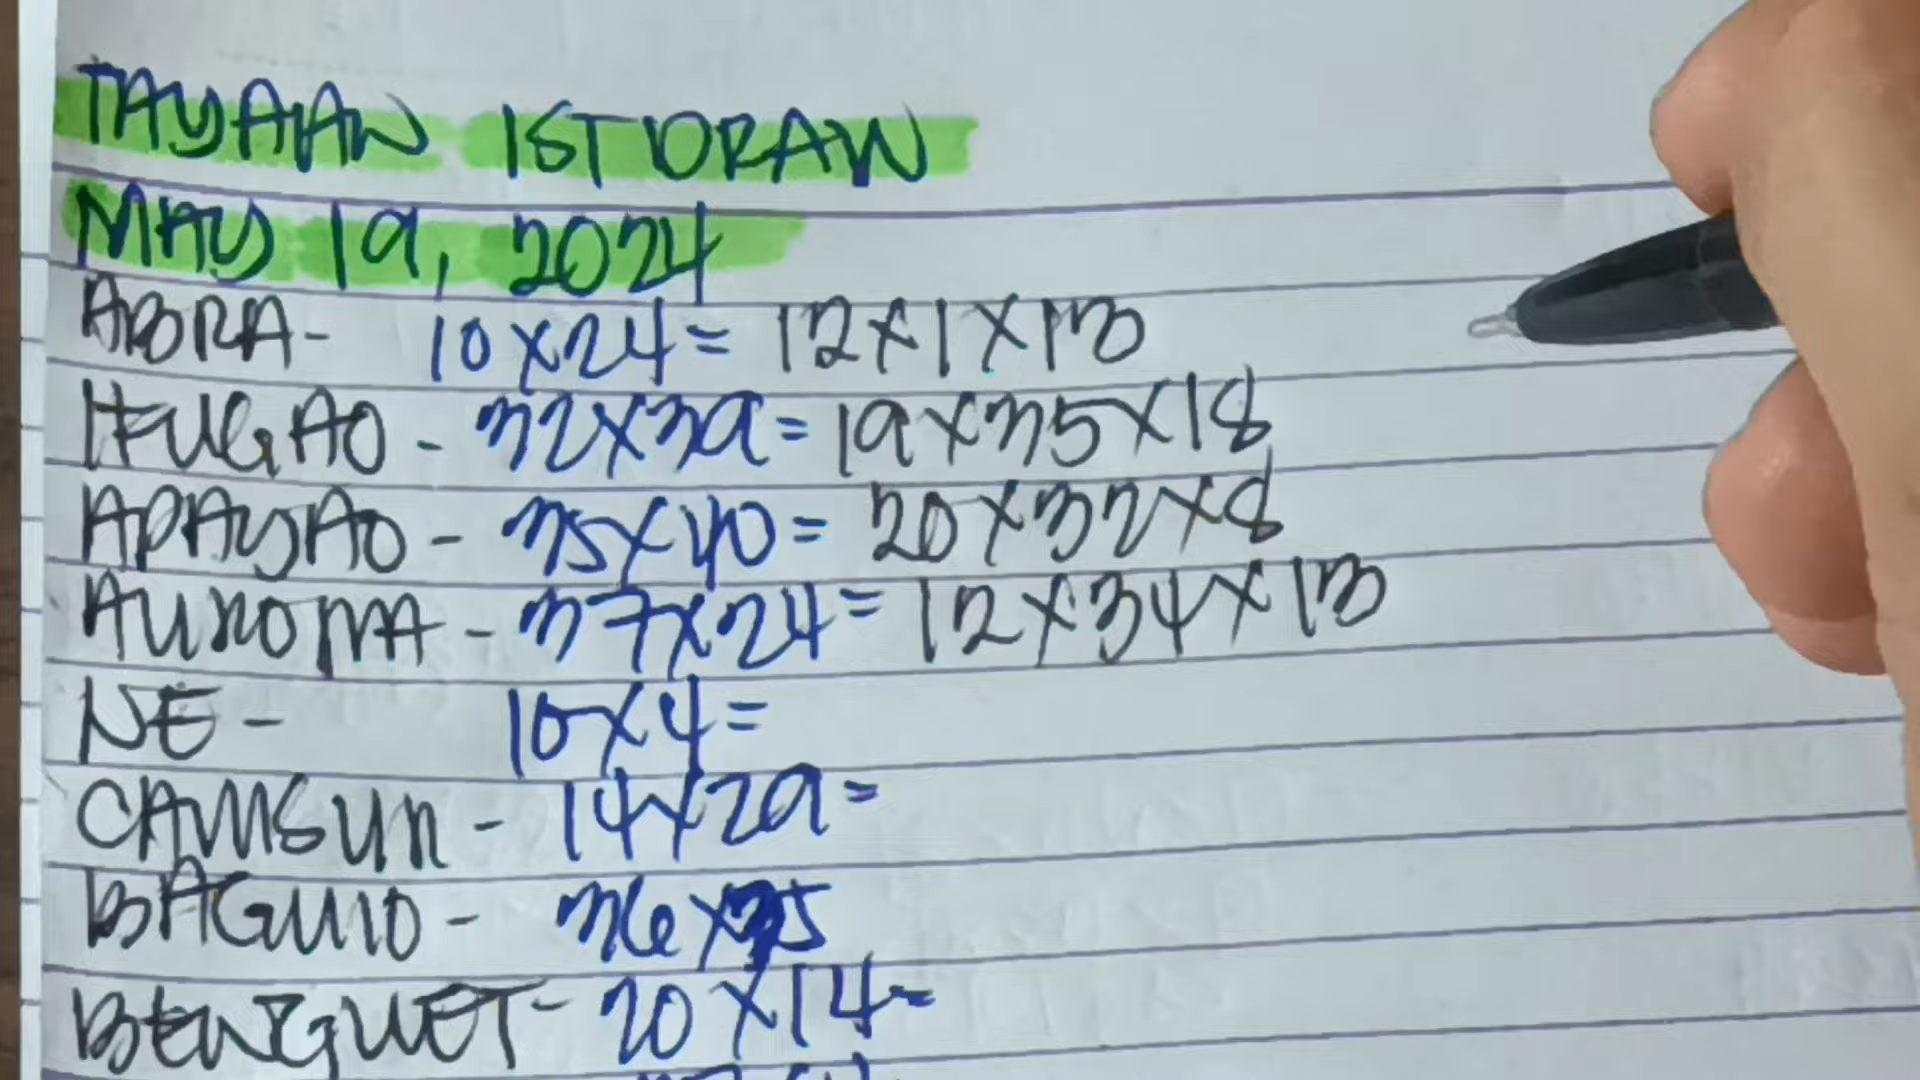 TAYAAN 1ST DRAW
MAY 19, 2024
ABRA- 10x24= 12x1x13
IFUGAO - 32x39= 19x35x18
APAYAO - 35x40= 20x32x8
AURORA - 37x24= 12x34x13
NE - 10x4=
CAMSUR - 14x29=
BAGUIO - 36x35
BENGUET- 20x14-